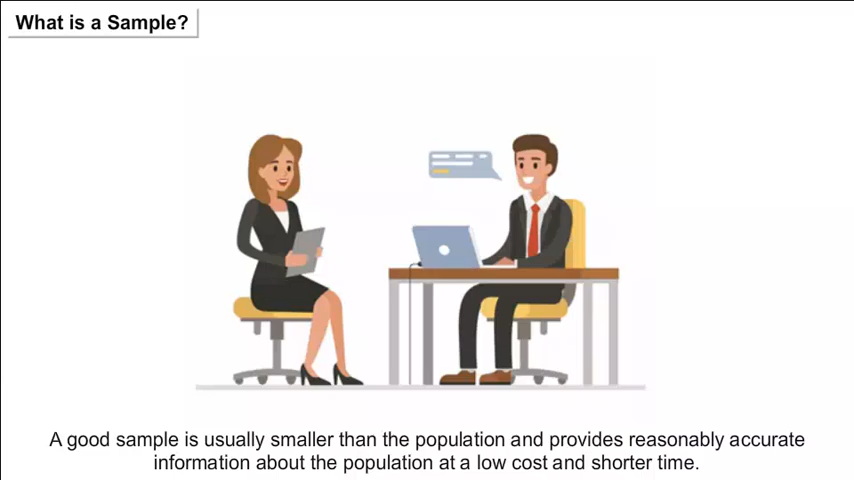 What is a Sample?
A good sample is usually smaller than the population and provides reasonably accurate
information about the population at a low cost and shorter time.